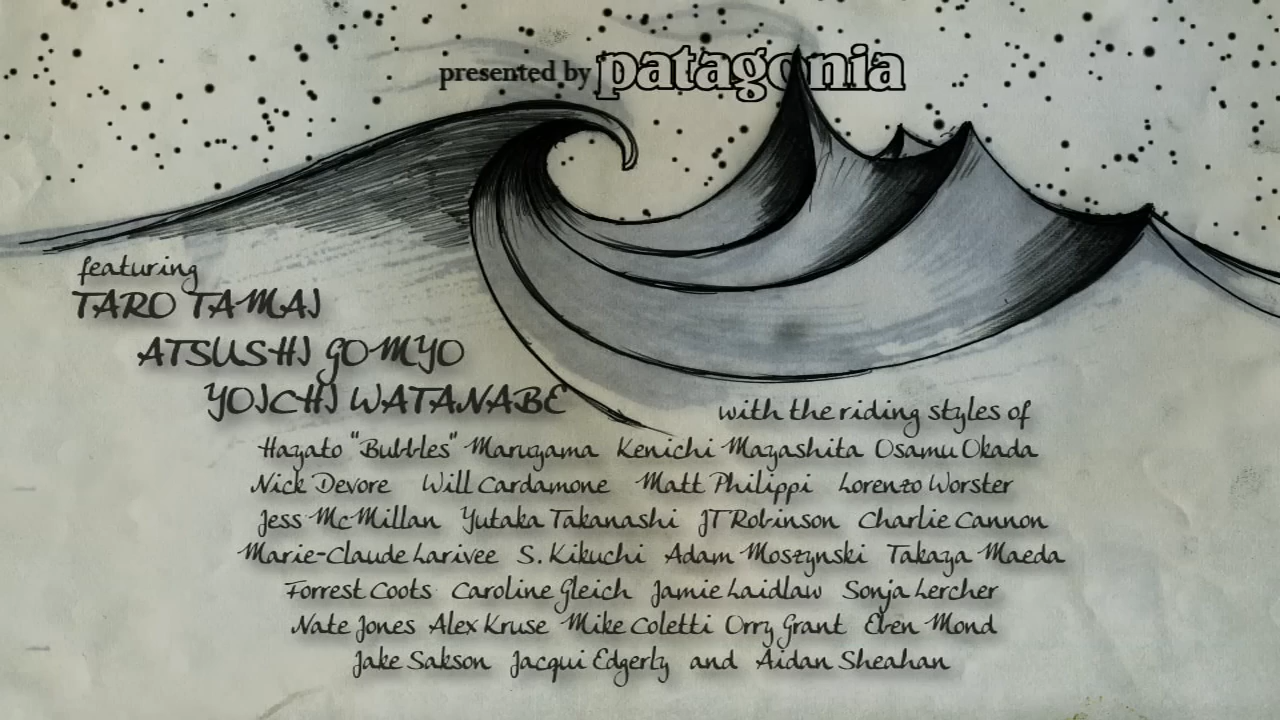 presented by patagonia
featuring
TARO TAMAI
ATSUSHI GOMYO
YOICHI WATANABE
with the riding styles of
Hayato "Bubbles" Maruyama Kenichi Mayashita Osamu Okada
Nick Devore Will Cardamone Matt Philippi Lorenzo Worster
Jess McMillan Yutaka Takanashi JT Robinson Charlie Cannon
Marie-Claude Larivee S. Kikuchi Adam Moszynski Takaya Maeda
Forrest Coots Caroline Gleich Jamie Laidlaw Sonja Lercher
Nate Jones Alex Kruse Mike Coletti Orry Grant Eben Mond
Jake Sakson Jacqui Edgerly and Aidan Sheahan